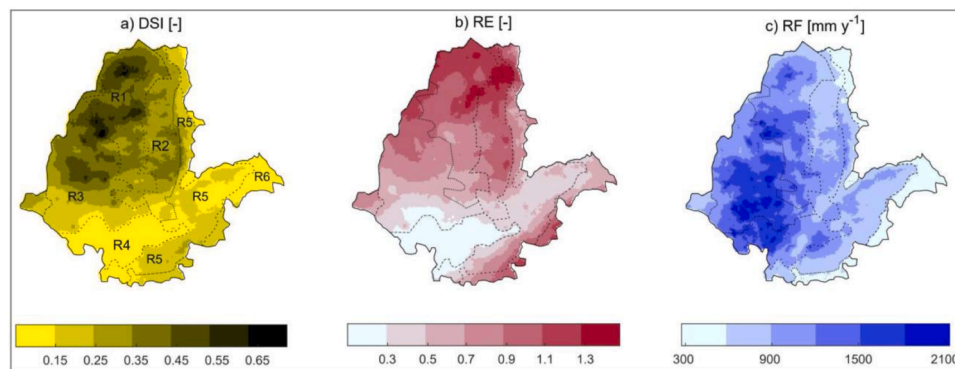 a) DSI [-]
b) RE [-]
c) RF [mm y⁻¹]
R1
R5
R2
R6
R3
R5
R4
R5
0.15 0.25 0.35 0.45 0.55 0.65
0.3 0.5 0.7 0.9 1.1 1.3
300 900 1500 2100